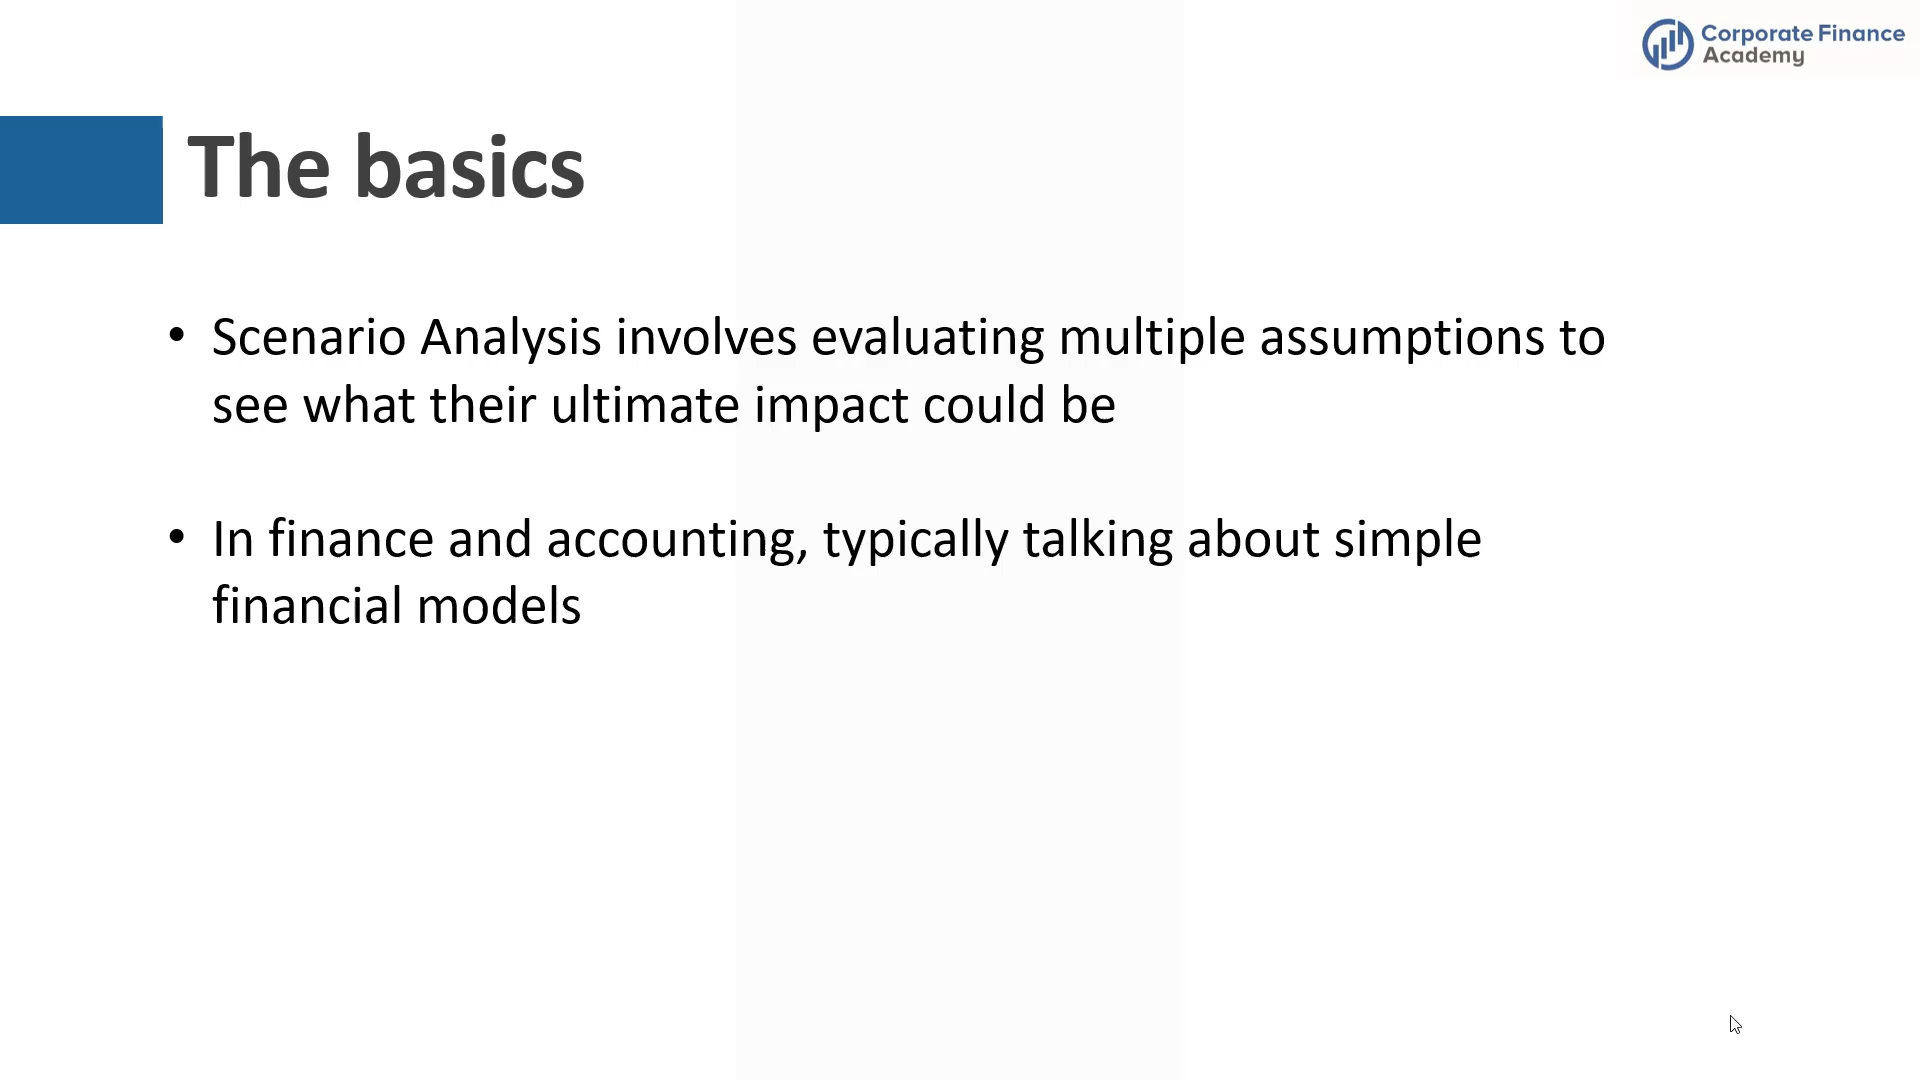 Corporate Finance
Academy
The basics
• Scenario Analysis involves evaluating multiple assumptions to
see what their ultimate impact could be
• In finance and accounting, typically talking about simple
financial models